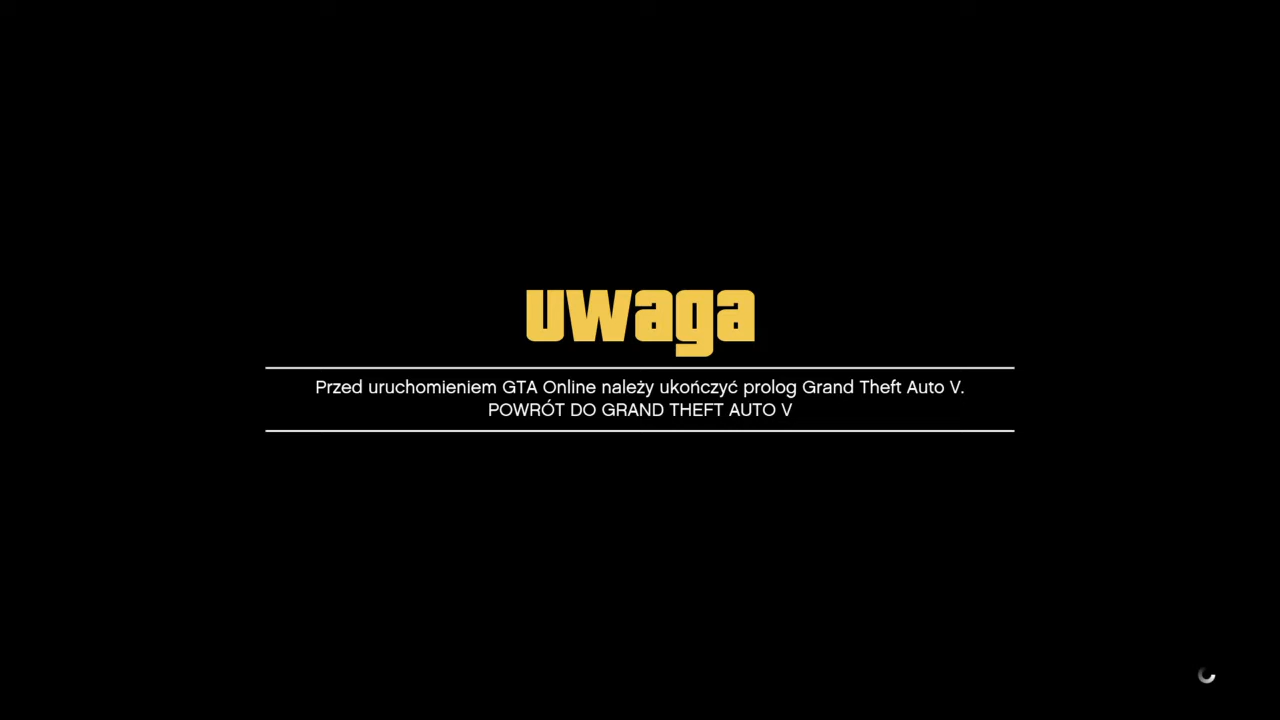 uwaga
Przed uruchomieniem GTA Online należy ukończyć prolog Grand Theft Auto V.
POWRÓT DO GRAND THEFT AUTO V